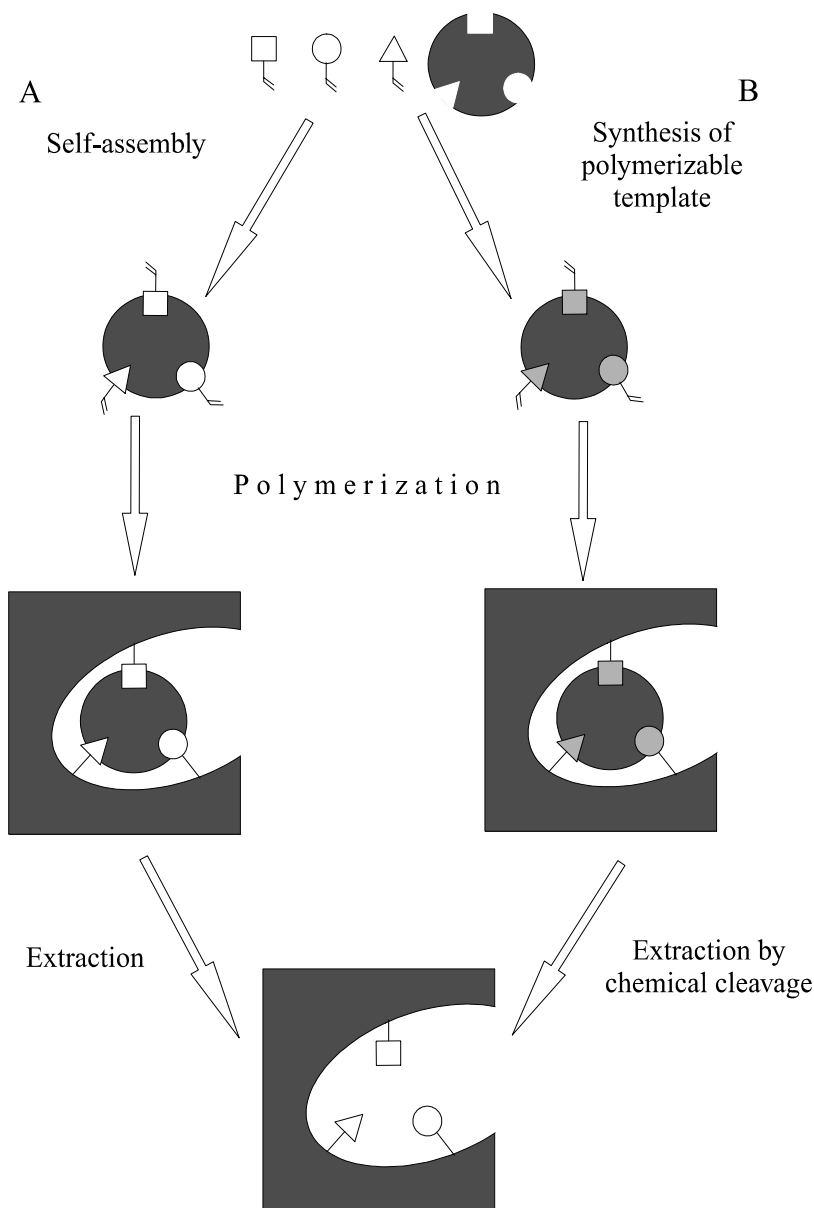 A
B
Self-assembly
Synthesis of
polymerizable
template
Polymerization
Extraction
Extraction by
chemical cleavage